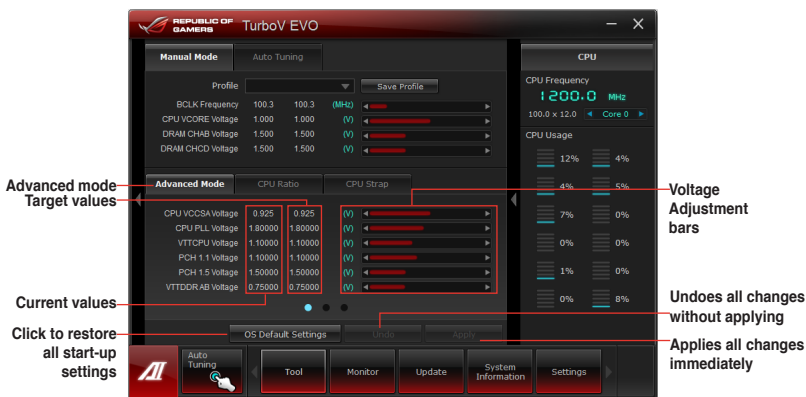 REPUBLIC OF
GAMERS
TurboV EVO
Manual Mode
Auto Tuning
Profile
Save Profile
BCLK Frequency 100.3 100.3 (MHz)
CPU VCORE Voltage 1.000 1.000 (V)
DRAM CHAB Voltage 1.500 1.500 (V)
DRAM CHCD Voltage 1.500 1.500 (V)
Advanced Mode
CPU Ratio
CPU Strap
CPU VCCSA Voltage 0.925 0.925 (V)
CPU PLL Voltage 1.80000 1.80000 (V)
VTTCPU Voltage 1.10000 1.10000 (V)
PCH 1.1 Voltage 1.10000 1.10000 (V)
PCH 1.5 Voltage 1.50000 1.50000 (V)
VTTDDR AB Voltage 0.75000 0.75000 (V)
OS Default Settings
Undo
Apply
CPU
CPU Frequency
1200.0 MHz
100.0 x 12.0 Core 0
CPU Usage
12% 4%
4% 5%
7% 0%
0% 0%
1% 0%
0% 8%
Auto
Tuning
Tool
Monitor
Update
System
Information
Settings
Advanced mode
Target values
Current values
Click to restore
all start-up
settings
Voltage
Adjustment
bars
Undoes all changes
without applying
Applies all changes
immediately